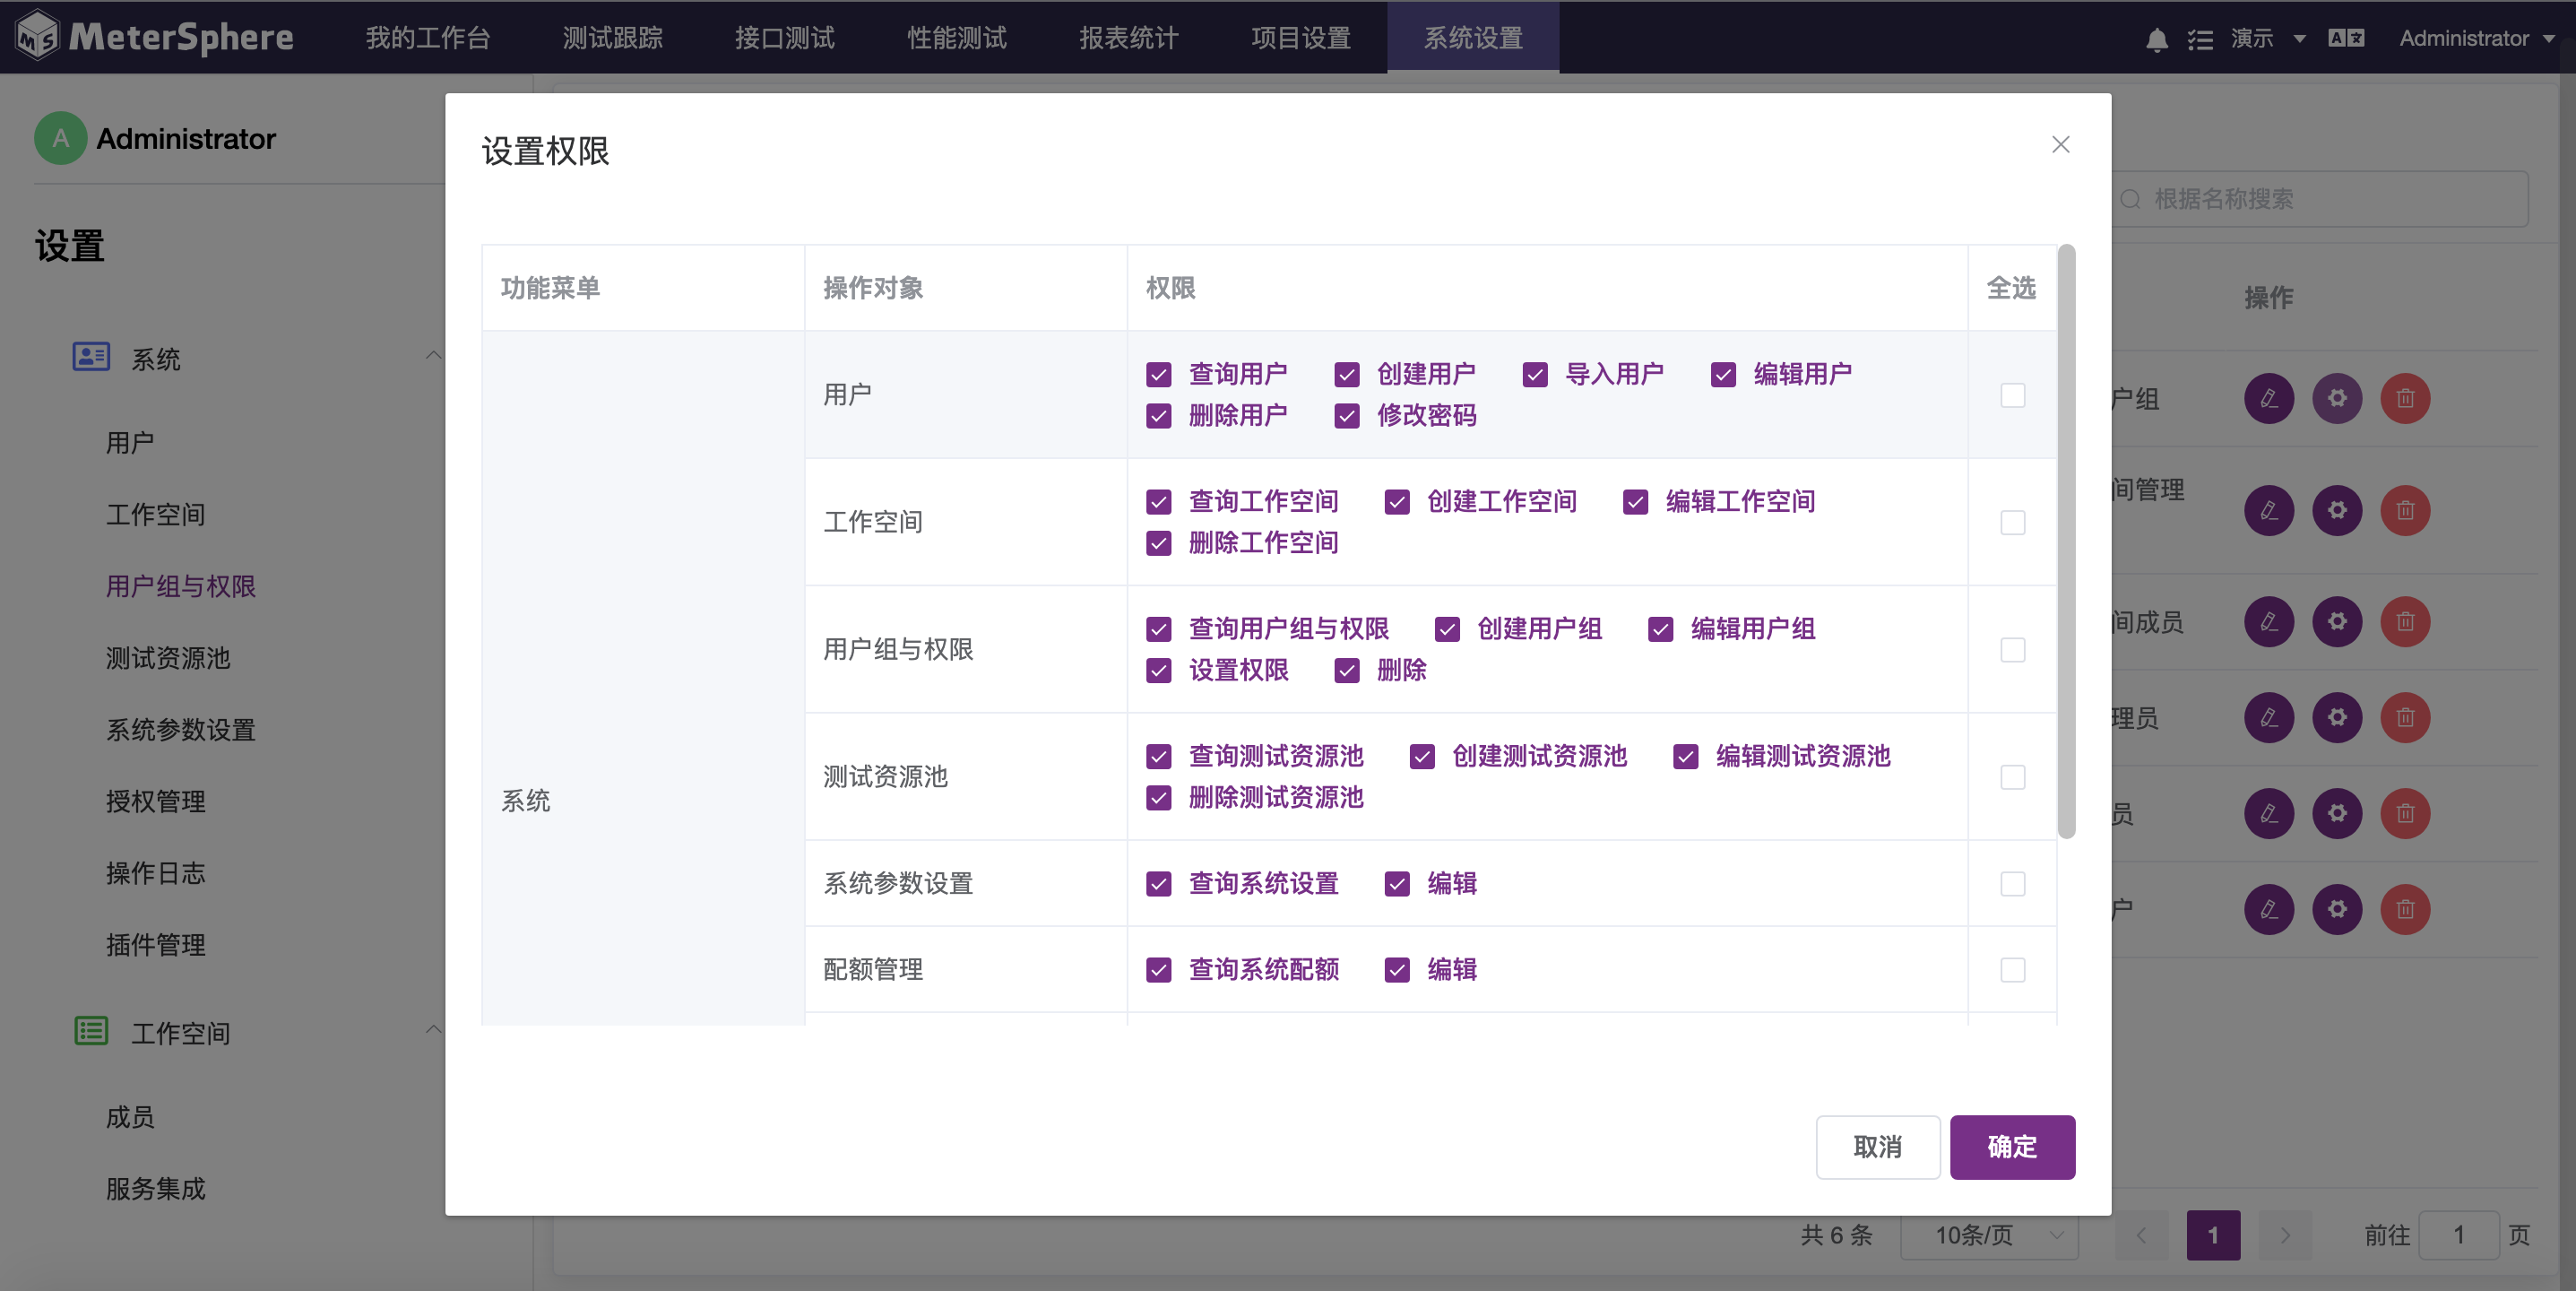 MeterSphere 我的工作台 测试跟踪 接口测试 性能测试 报表统计 项目设置 系统设置 演示 Administrator
A Administrator
设置
系统
用户
工作空间
用户组与权限
测试资源池
系统参数设置
授权管理
操作日志
插件管理
工作空间
成员
服务集成
设置权限
功能菜单 操作对象 权限 全选
系统
用户
查询用户 创建用户 导入用户 编辑用户
删除用户 修改密码
工作空间
查询工作空间 创建工作空间 编辑工作空间
删除工作空间
用户组与权限
查询用户组与权限 创建用户组 编辑用户组
设置权限 删除
测试资源池
查询测试资源池 创建测试资源池 编辑测试资源池
删除测试资源池
系统参数设置 查询系统设置 编辑
配额管理 查询系统配额 编辑
取消 确定
根据名称搜索
操作
户组
间管理
间成员
理员
员
户
共 6 条 10条/页 1 前往 1 页